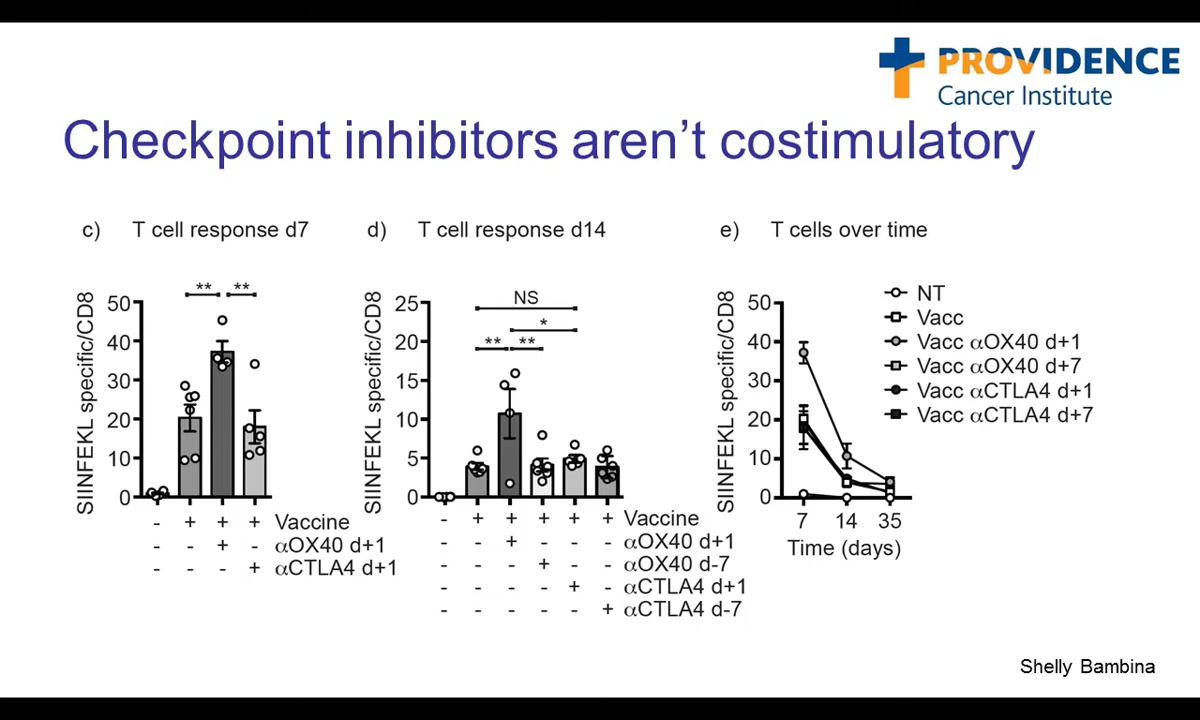 PROVIDENCE
Cancer Institute
Checkpoint inhibitors aren't costimulatory
c) T cell response d7
SIINFEKL specific/CD8
50
40
30
20
10
0
** **
- + + + Vaccine
- - + - αOX40 d+1
- - - + αCTLA4 d+1
d) T cell response d14
SIINFEKL specific/CD8
25
20
15
10
5
0
NS
*
** **
- + + + + + Vaccine
- - + - - - αOX40 d+1
- - - + - - αOX40 d-7
- - - - + - αCTLA4 d+1
- - - - - + αCTLA4 d-7
e) T cells over time
SIINFEKL specific/CD8
50
40
30
20
10
0
7 14 35
Time (days)
NT
Vacc
Vacc αOX40 d+1
Vacc αOX40 d+7
Vacc αCTLA4 d+1
Vacc αCTLA4 d+7
Shelly Bambina